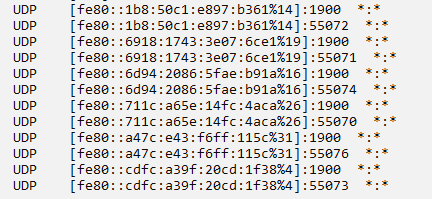 UDP [fe80::1b8:50c1:e897:b361%14]:1900 *:*
UDP [fe80::1b8:50c1:e897:b361%14]:55072 *:*
UDP [fe80::6918:1743:3e07:6ce1%19]:1900 *:*
UDP [fe80::6918:1743:3e07:6ce1%19]:55071 *:*
UDP [fe80::6d94:2086:5fae:b91a%16]:1900 *:*
UDP [fe80::6d94:2086:5fae:b91a%16]:55074 *:*
UDP [fe80::711c:a65e:14fc:4aca%26]:1900 *:*
UDP [fe80::711c:a65e:14fc:4aca%26]:55070 *:*
UDP [fe80::a47c:e43:f6ff:115c%31]:1900 *:*
UDP [fe80::a47c:e43:f6ff:115c%31]:55076 *:*
UDP [fe80::cdfc:a39f:20cd:1f38%4]:1900 *:*
UDP [fe80::cdfc:a39f:20cd:1f38%4]:55073 *:*